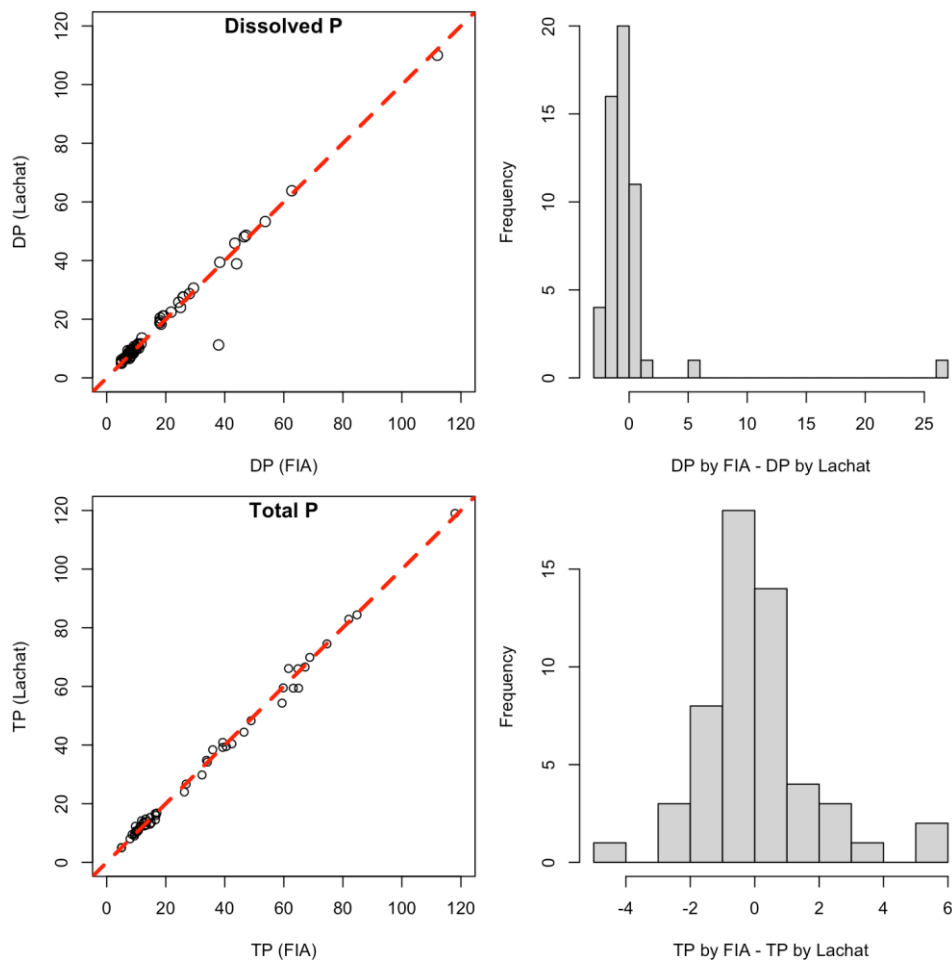 Dissolved P
120
100
80
60
40
20
0
DP (Lachat)
0 20 40 60 80 100 120
DP (FIA)
20
15
10
5
0
Frequency
0 5 10 15 20 25
DP by FIA - DP by Lachat
Total P
120
100
80
60
40
20
0
TP (Lachat)
0 20 40 60 80 100 120
TP (FIA)
15
10
5
0
Frequency
-4 -2 0 2 4 6
TP by FIA - TP by Lachat